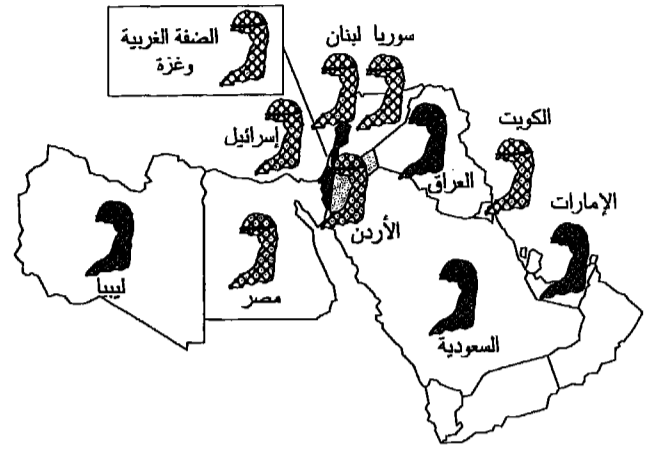 الضفة الغربية
وغزة
سوريا لبنان
إسرائيل
العراق
الكويت
الإمارات
الأردن
ليبيا
مصر
السعودية